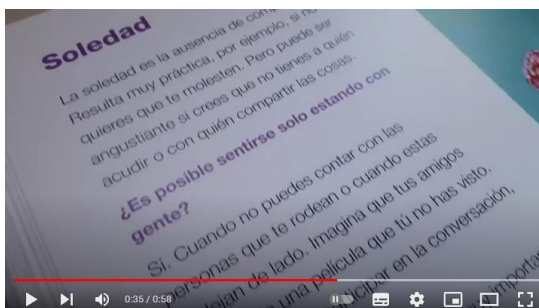 Soledad
La soledad es la ausencia de
Resulta muy práctica, por ejemplo, si no
quieres que te molesten. Pero puede ser
angustiante si crees que no tienes a quién
acudir o con quién compartir las cosas.
¿Es posible sentirse solo estando con
gente?
Sí. Cuando no puedes contar con las
personas que te rodean o cuando estas
dejan de lado. Imagina que tus amigos
una película que tú no has visto.
en la conversación,
0:35 / 0:58